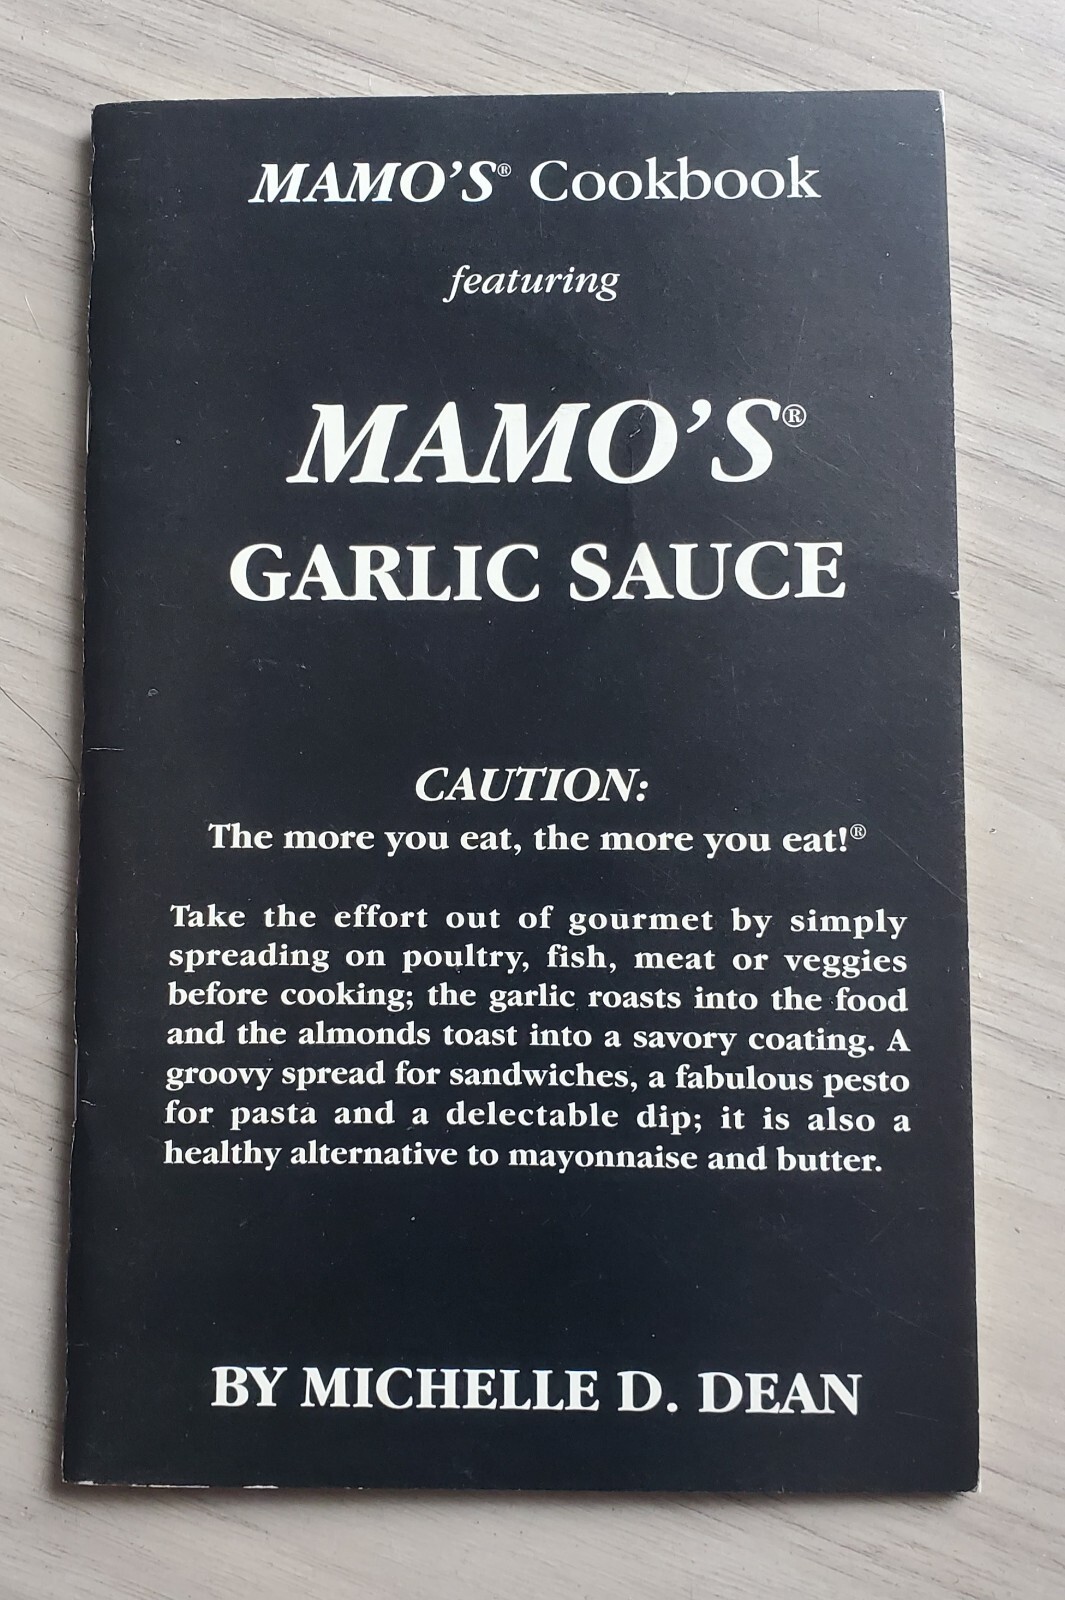 MAMO'S® Cookbook
featuring
MAMO'S®
GARLIC SAUCE
CAUTION:
The more you eat, the more you eat!®
Take the effort out of gourmet by simply
spreading on poultry, fish, meat or veggies
before cooking; the garlic roasts into the food
and the almonds toast into a savory coating. A
groovy spread for sandwiches, a fabulous pesto
for pasta and a delectable dip; it is also a
healthy alternative to mayonnaise and butter.
BY MICHELLE D. DEAN